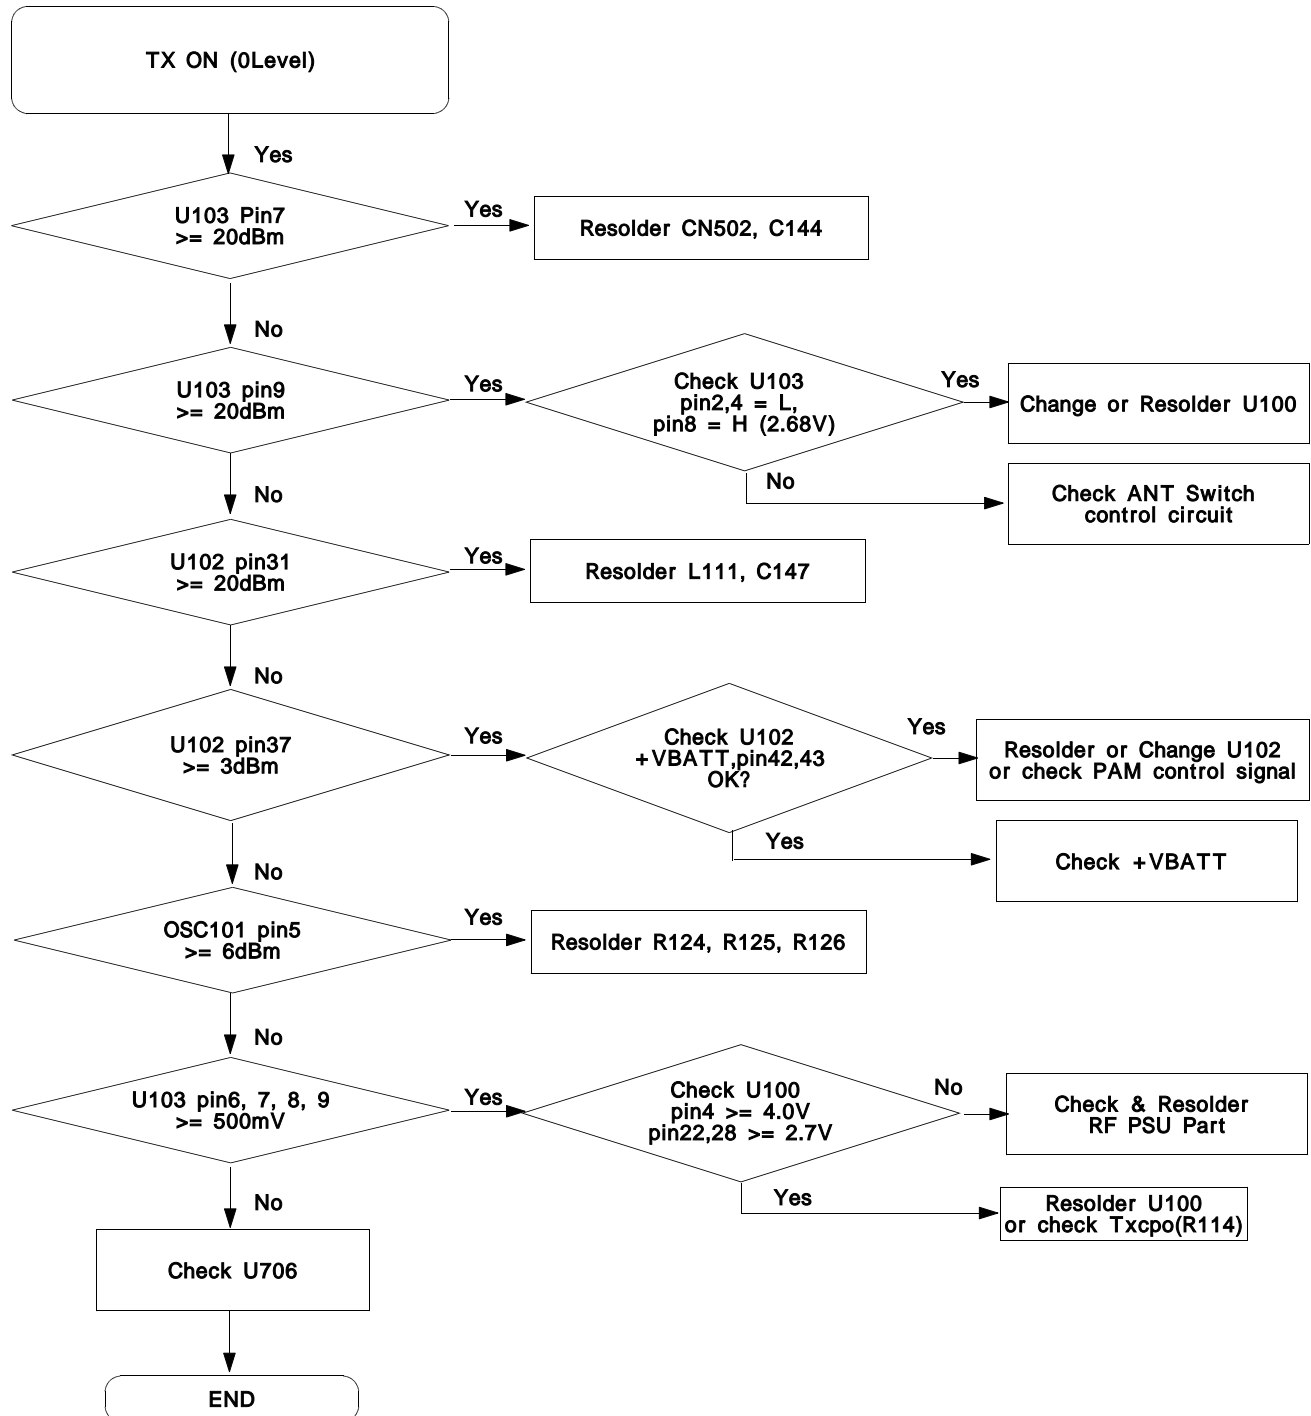 TX ON (0Level)
Yes
U103 Pin7
>= 20dBm
Yes
Resolder CN502, C144
No
U103 pin9
>= 20dBm
Yes
Check U103
pin2,4 = L,
pin8 = H (2.68V)
Yes
Change or Resolder U100
No
Check ANT Switch
control circuit
No
U102 pin31
>= 20dBm
Yes
Resolder L111, C147
No
U102 pin37
>= 3dBm
Yes
Check U102
+VBATT,pin42,43
OK?
Yes
Resolder or Change U102
or check PAM control signal
Yes
Check +VBATT
No
OSC101 pin5
>= 6dBm
Yes
Resolder R124, R125, R126
No
U103 pin6, 7, 8, 9
>= 500mV
Yes
Check U100
pin4 >= 4.0V
pin22,28 >= 2.7V
No
Check & Resolder
RF PSU Part
Yes
Resolder U100
or check Txcpo(R114)
No
Check U706
END